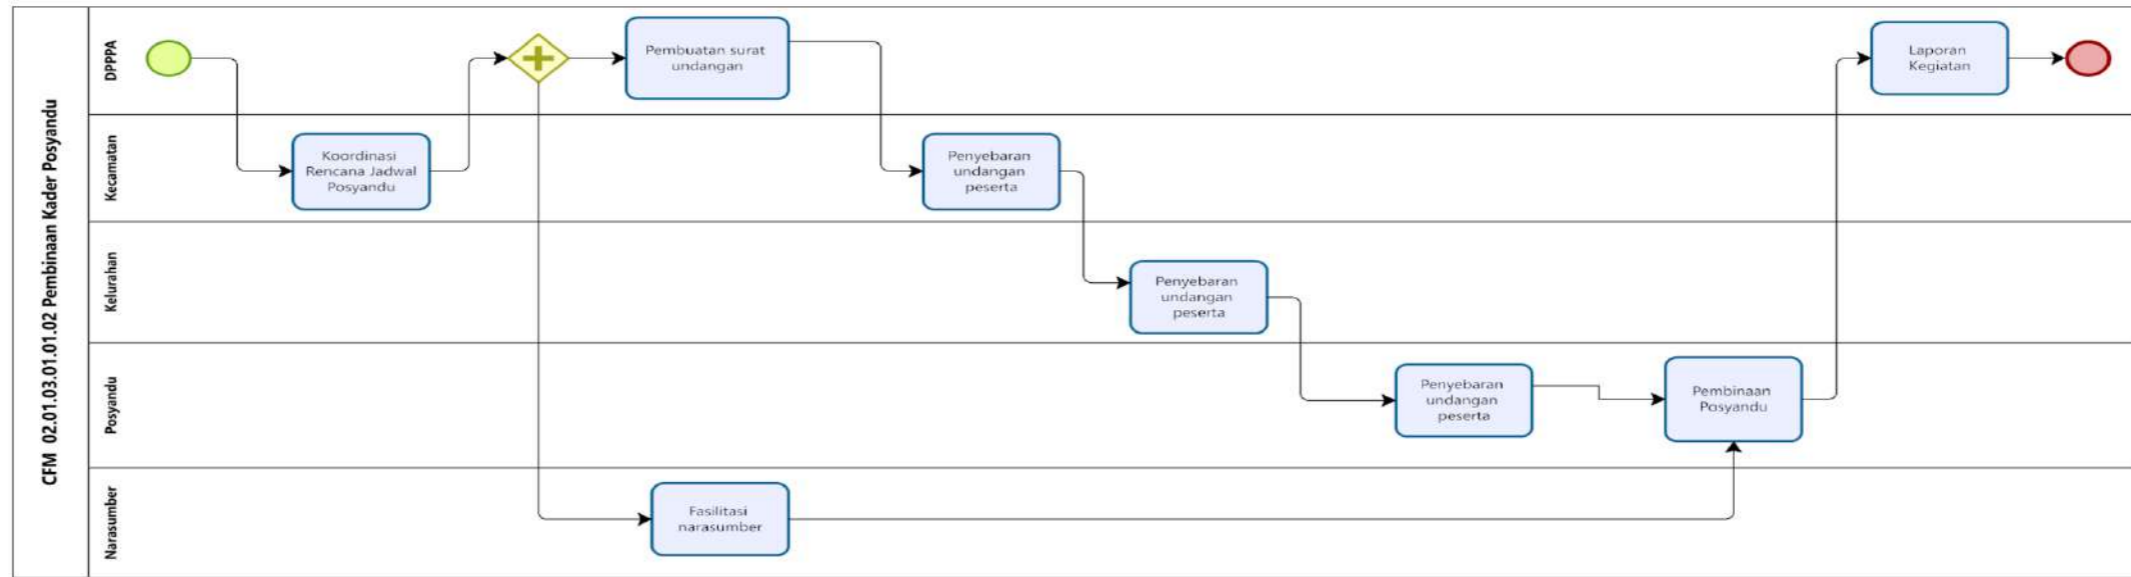 CFM 02.01.03.01.01.02 Pembinaan Kader Posyandu
DPPPA
Pembuatan surat
undangan
Laporan
Kegiatan
Kecamatan
Koordinasi
Rencana Jadwal
Posyandu
Penyebaran
undangan
peserta
Kelurahan
Penyebaran
undangan
peserta
Posyandu
Penyebaran
undangan
peserta
Pembinaan
Posyandu
Narasumber
Fasilitasi
narasumber